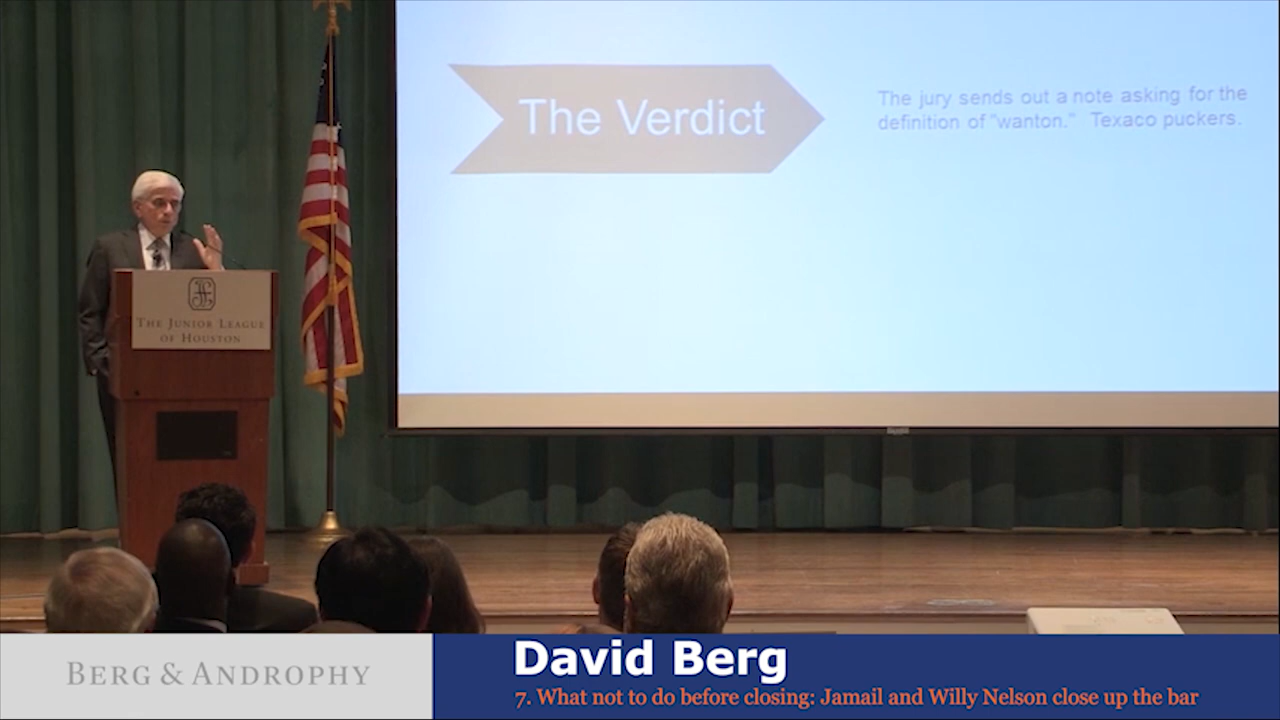 The Verdict
The jury sends out a note asking for the
definition of "wanton." Texaco puckers.
THE JUNIOR LEAGUE
OF HOUSTON
BERG & ANDROPHY
David Berg
7. What not to do before closing: Jamail and Willy Nelson close up the bar